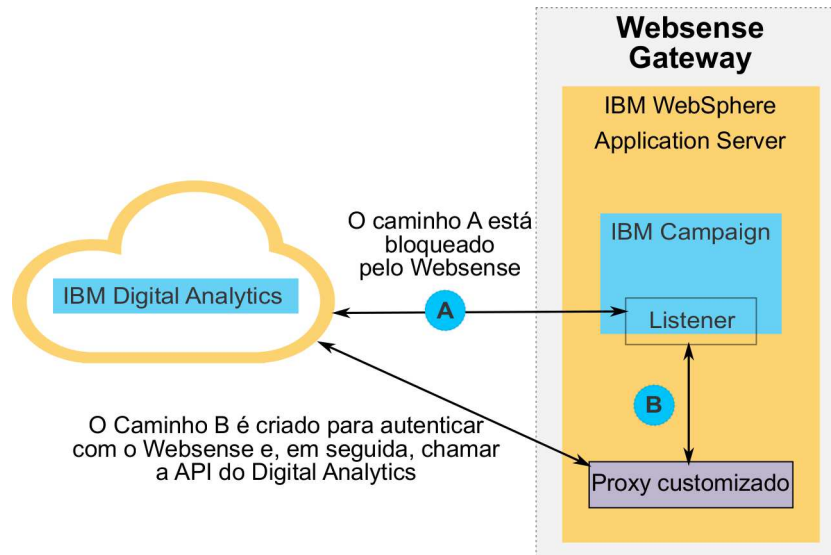 Websense
Gateway
IBM WebSphere
Application Server
O caminho A está
bloqueado
pelo Websense
IBM Campaign
IBM Digital Analytics
A
Listener
B
O Caminho B é criado para autenticar
com o Websense e, em seguida, chamar
a API do Digital Analytics
Proxy customizado